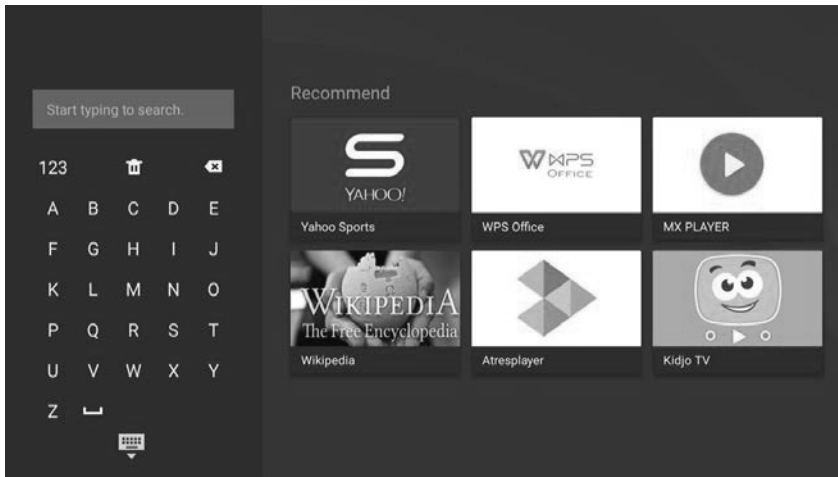 Start typing to search.
123
A B C D E
F G H I J
K L M N O
P Q R S T
U V W X Y
Z
Recommend
YAHOO!
Yahoo Sports
WPS
OFFICE
WPS Office
MX PLAYER
WIKIPEDIA
The Free Encyclopedia
Wikipedia
Atresplayer
Kidjo TV